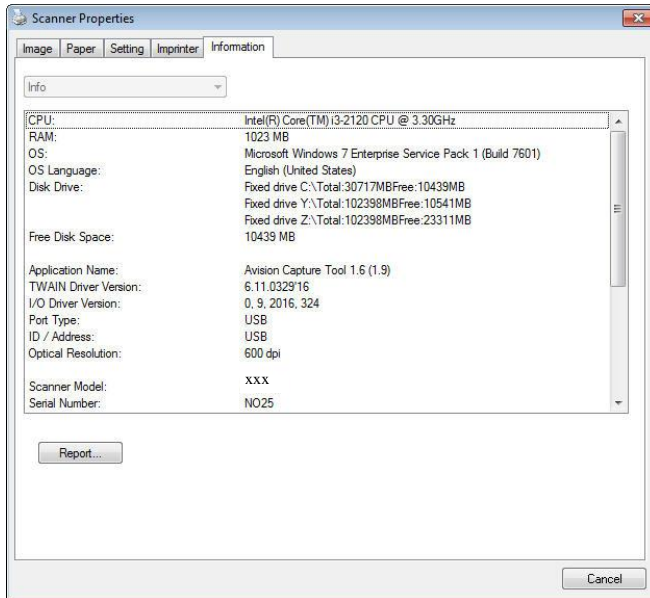 Scanner Properties
Image Paper Setting Imprinter Information
Info
CPU: Intel(R) Core(TM) i3-2120 CPU @ 3.30GHz
RAM: 1023 MB
OS: Microsoft Windows 7 Enterprise Service Pack 1 (Build 7601)
OS Language: English (United States)
Disk Drive: Fixed drive C:\Total:30717MBFree:10439MB
Fixed drive Y:\Total:102398MBFree:10541MB
Fixed drive Z:\Total:102398MBFree:23311MB
Free Disk Space: 10439 MB
Application Name: Avision Capture Tool 1.6 (1.9)
TWAIN Driver Version: 6.11.0329'16
I/O Driver Version: 0, 9, 2016, 324
Port Type: USB
ID / Address: USB
Optical Resolution: 600 dpi
Scanner Model: xxx
Serial Number: NO25
Report...
Cancel